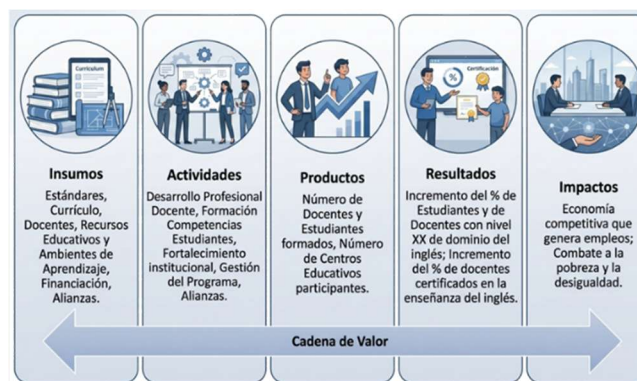 Currículum
Insumos
Estándares,
Currículo,
Docentes, Recursos
Educativos y
Ambientes de
Aprendizaje,
Financiación,
Alianzas.
Actividades
Desarrollo Profesional
Docente, Formación
Competencias
Estudiantes,
Fortalecimiento
institucional, Gestión
del Programa,
Alianzas.
Productos
Número de
Docentes y
Estudiantes
formados, Número
de Centros
Educativos
participantes.
Certificación
%
Resultados
Incremento del % de
Estudiantes y de
Docentes con nivel
XX de dominio del
inglés; Incremento
del % de docentes
certificados en la
enseñanza del inglés.
Impactos
Economía
competitiva que
genera empleos;
Combate a la
pobreza y la
desigualdad.
Cadena de Valor